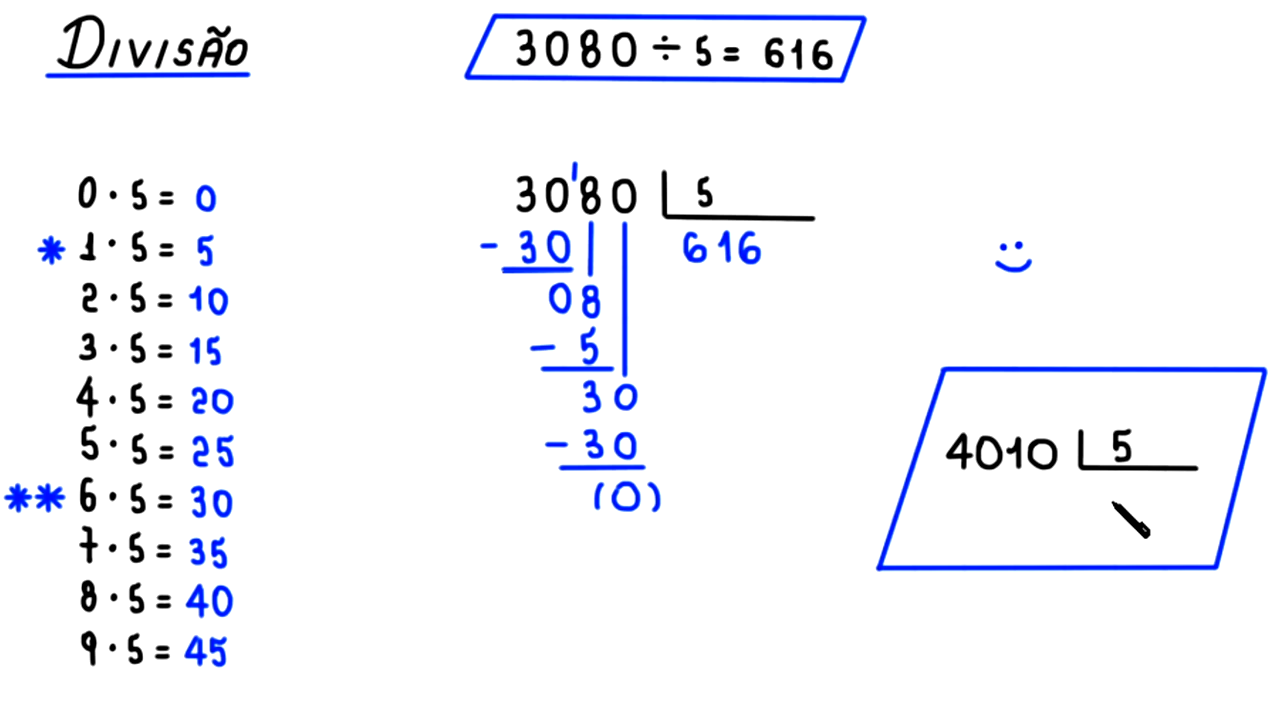 DIVISÃO
3080 ÷ 5 = 616
0 · 5 = 0
* 1 · 5 = 5
2 · 5 = 10
3 · 5 = 15
4 · 5 = 20
5 · 5 = 25
** 6 · 5 = 30
7 · 5 = 35
8 · 5 = 40
9 · 5 = 45
30'80 5
- 30 616
08
- 5
30
- 30
(0)
4010 5